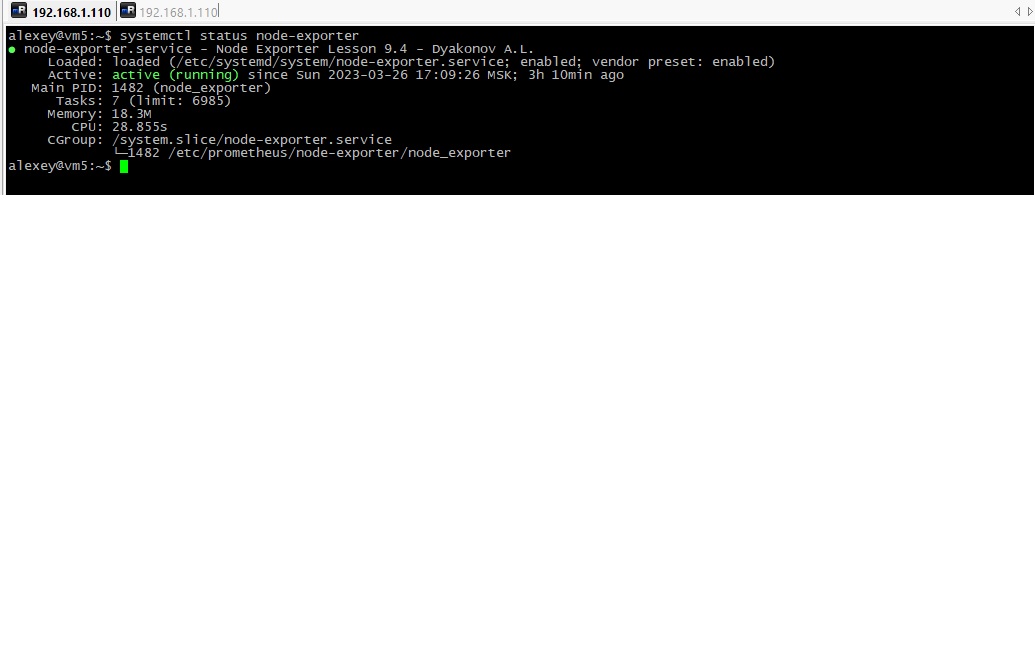 192.168.1.110 192.168.1.110
alexey@vm5:~$ systemctl status node-exporter
● node-exporter.service - Node Exporter Lesson 9.4 - Dyakonov A.L.
Loaded: loaded (/etc/systemd/system/node-exporter.service; enabled; vendor preset: enabled)
Active: active (running) since Sun 2023-03-26 17:09:26 MSK; 3h 10min ago
Main PID: 1482 (node_exporter)
Tasks: 7 (limit: 6985)
Memory: 18.3M
CPU: 28.855s
CGroup: /system.slice/node-exporter.service
└─1482 /etc/prometheus/node-exporter/node_exporter
alexey@vm5:~$